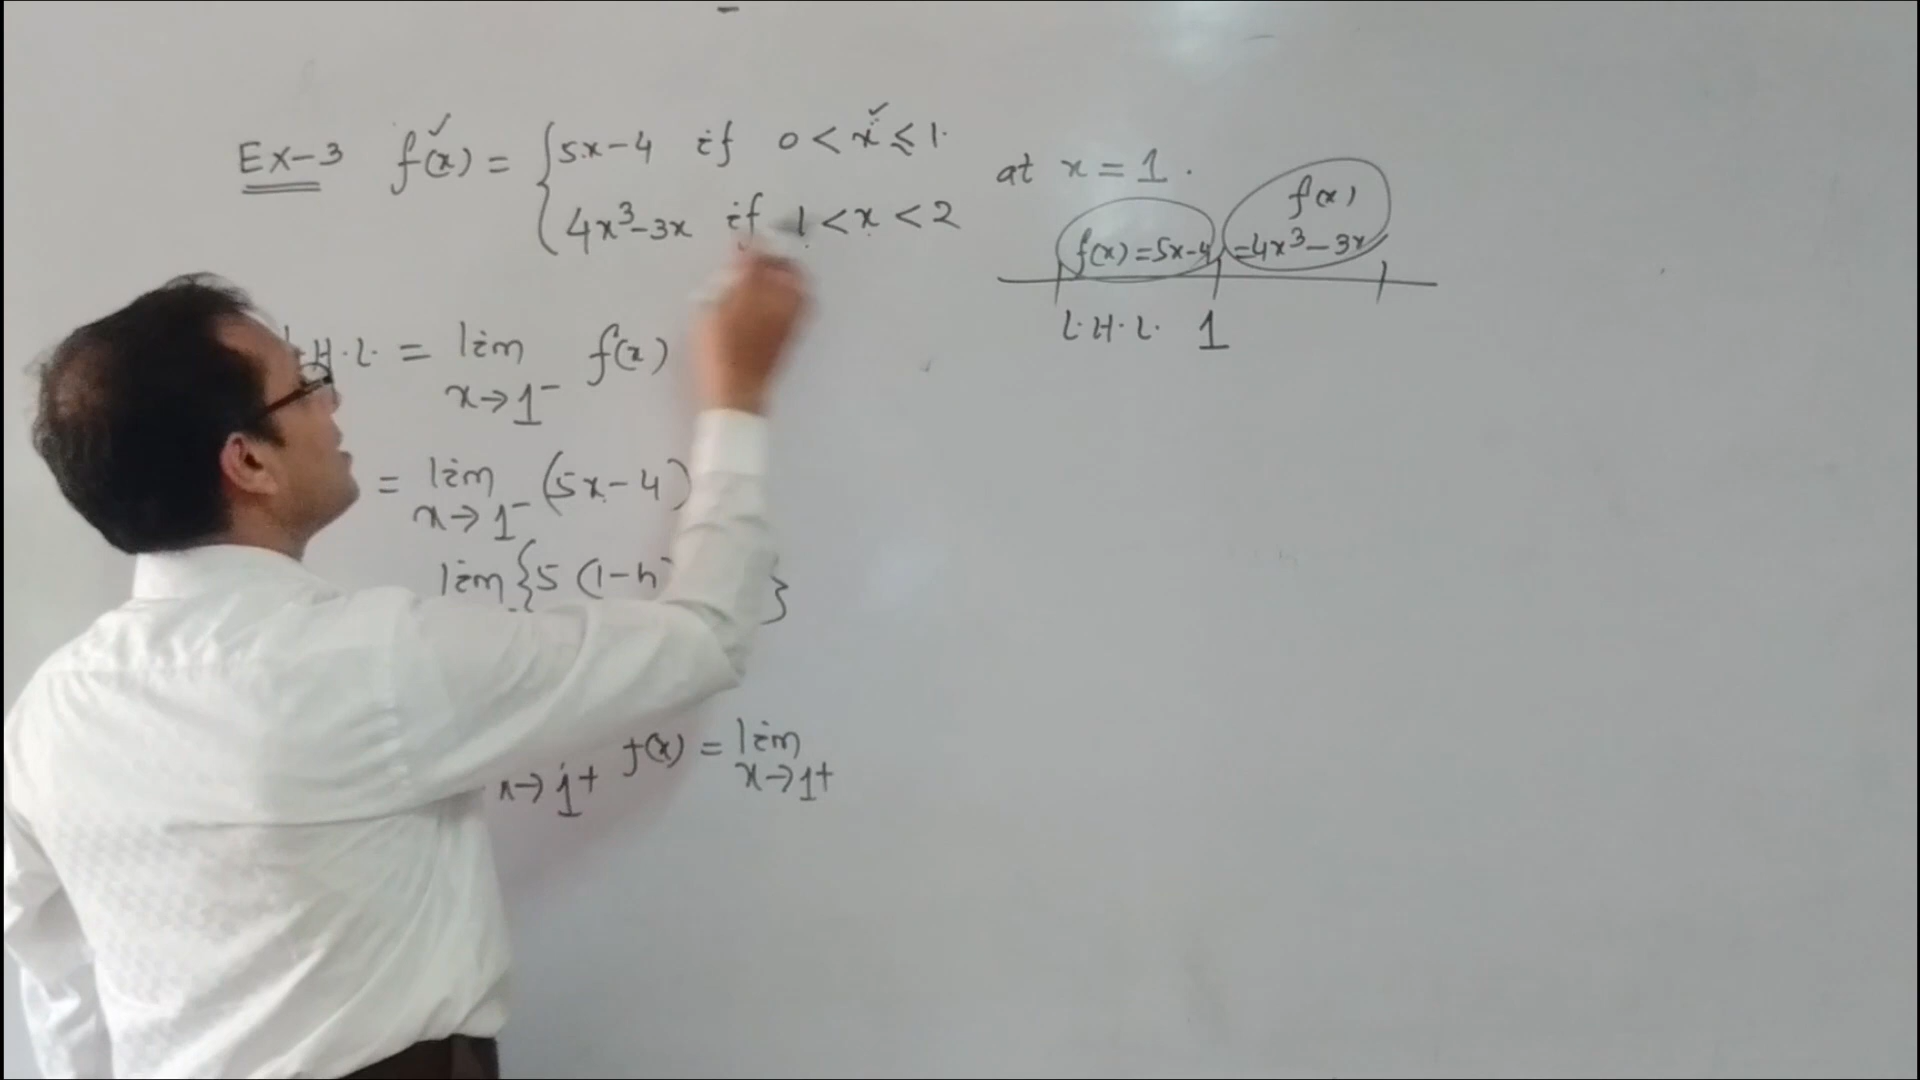 Ex-3 f(x) = { 5x-4 if 0 < x ≤ 1.
4x³-3x if 1 < x < 2
at x = 1.
f(x)
f(x)=5x-4 =4x³-3x
L.H.L. 1
.H.L. = lim f(x)
x→1⁻
= lim (5x-4)
x→1⁻
lim {5(1-h }
x→1+ f(x) = lim
x→1+